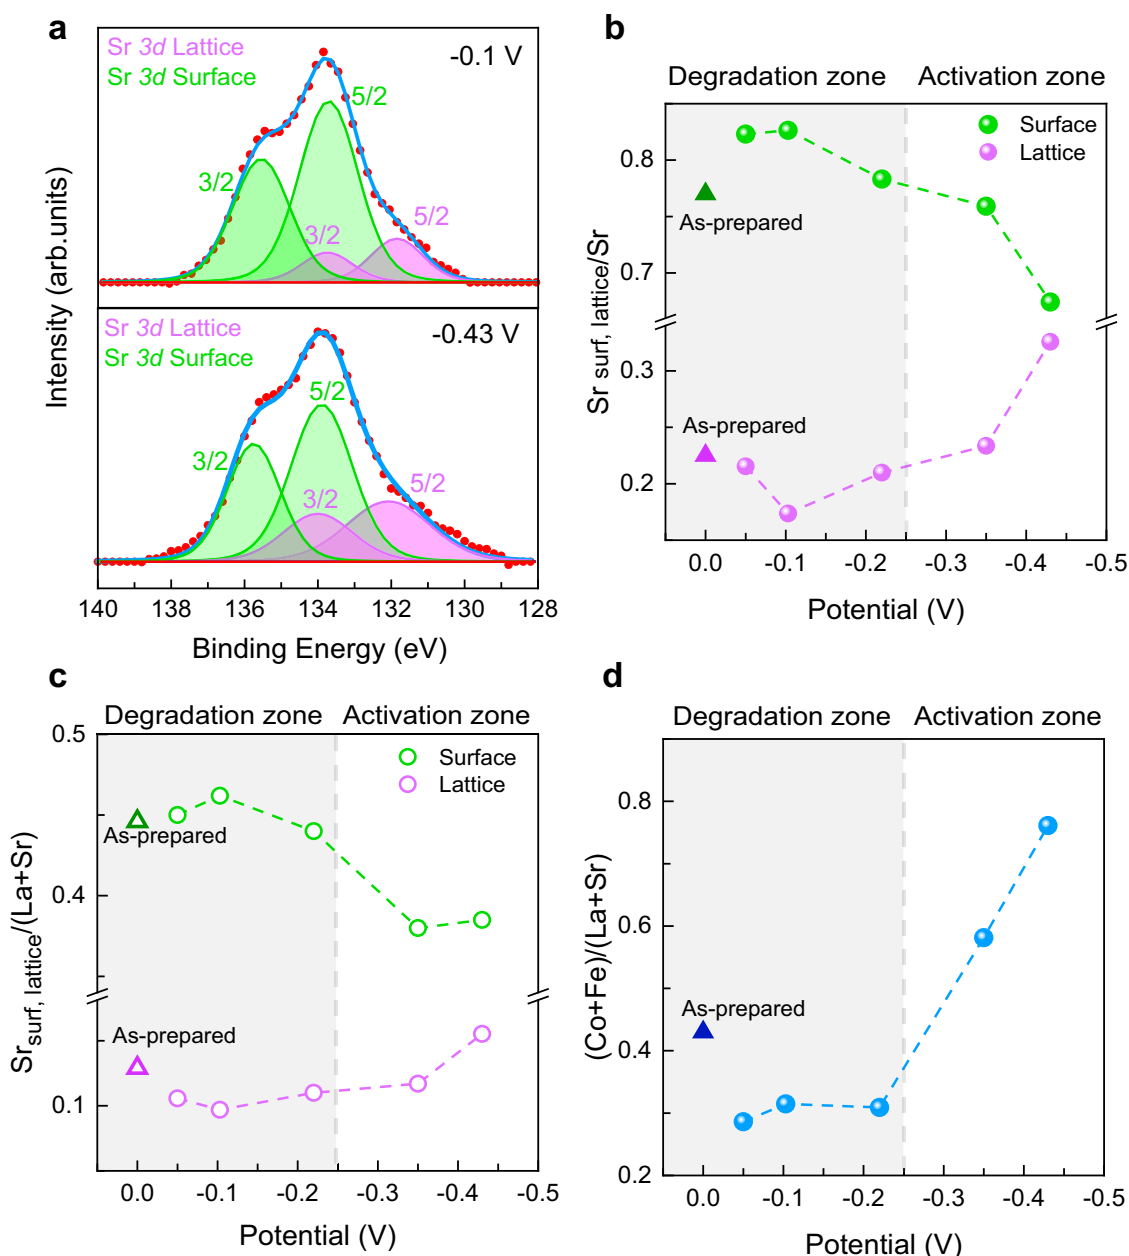 a
Sr 3d Lattice
Sr 3d Surface
-0.1 V
5/2
3/2
3/2
5/2
Sr 3d Lattice
Sr 3d Surface
-0.43 V
5/2
3/2
3/2
5/2
Intensity (arb.units)
140 138 136 134 132 130 128
Binding Energy (eV)
b
Degradation zone Activation zone
Surface
Lattice
As-prepared
As-prepared
0.8
0.7
0.3
0.2
Sr surf, lattice/Sr
0.0 -0.1 -0.2 -0.3 -0.4 -0.5
Potential (V)
c
Degradation zone Activation zone
Surface
Lattice
As-prepared
As-prepared
0.5
0.4
0.1
Sr surf, lattice/(La+Sr)
0.0 -0.1 -0.2 -0.3 -0.4 -0.5
Potential (V)
d
Degradation zone Activation zone
As-prepared
0.8
0.6
0.4
0.2
(Co+Fe)/(La+Sr)
0.0 -0.1 -0.2 -0.3 -0.4 -0.5
Potential (V)